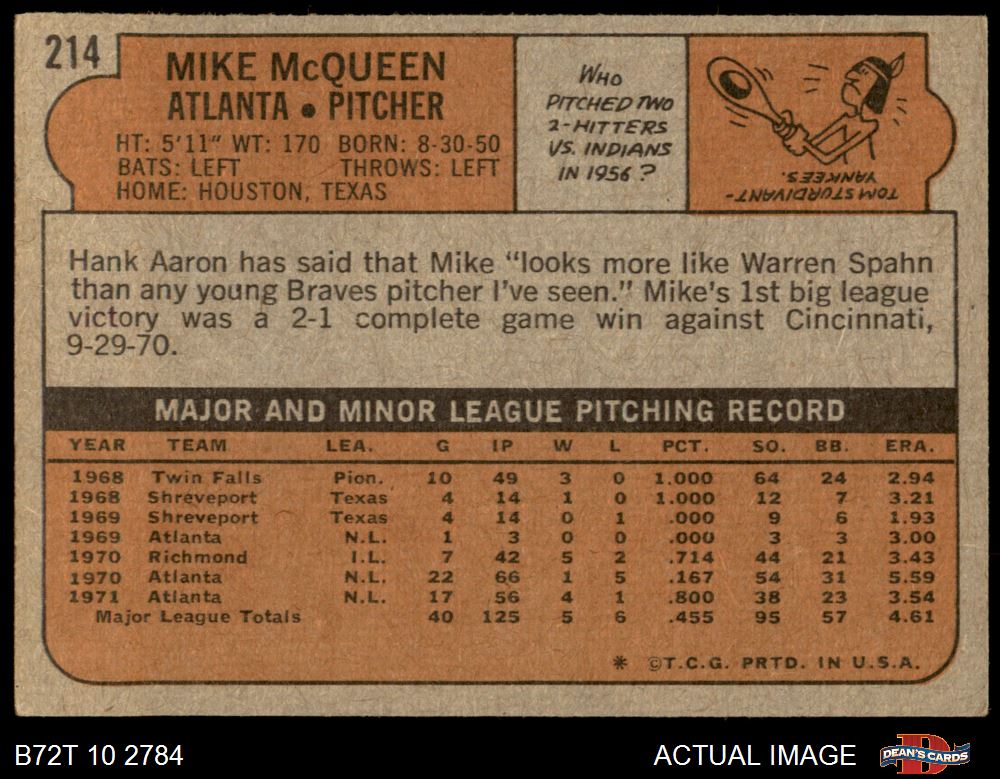 214
MIKE McQUEEN
ATLANTA • PITCHER
HT: 5'11" WT: 170 BORN: 8-30-50
BATS: LEFT THROWS: LEFT
HOME: HOUSTON, TEXAS
WHO
PITCHED TWO
2-HITTERS
VS. INDIANS
IN 1956?
TOM STURDIVANT-
YANKEES.
Hank Aaron has said that Mike "looks more like Warren Spahn
than any young Braves pitcher I've seen." Mike's 1st big league
victory was a 2-1 complete game win against Cincinnati,
9-29-70.
MAJOR AND MINOR LEAGUE PITCHING RECORD
YEAR TEAM LEA. G IP W L PCT. SO. BB. ERA.
1968 Twin Falls Pion. 10 49 3 0 1.000 64 24 2.94
1968 Shreveport Texas 4 14 1 0 1.000 12 7 3.21
1969 Shreveport Texas 4 14 0 1 .000 9 6 1.93
1969 Atlanta N.L. 1 3 0 0 .000 3 3 3.00
1970 Richmond I.L. 7 42 5 2 .714 44 21 3.43
1970 Atlanta N.L. 22 66 1 5 .167 54 31 5.59
1971 Atlanta N.L. 17 56 4 1 .800 38 23 3.54
Major League Totals 40 125 5 6 .455 95 57 4.61
* ©T.C.G. PRTD. IN U.S.A.
B72T 10 2784
ACTUAL IMAGE
DEAN'S CARDS